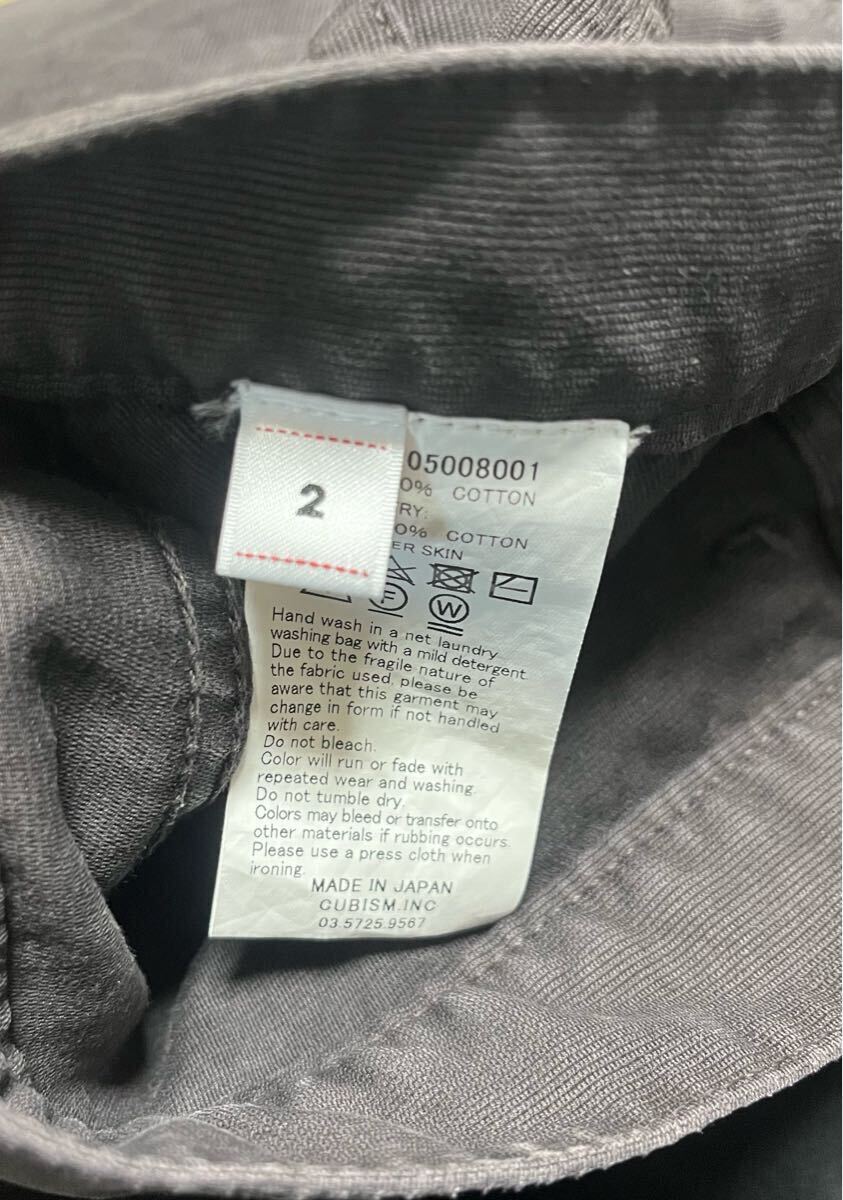 2
05008001
0% COTTON
RY:
0% COTTON
ER SKIN
F
W
Hand wash in a net laundry
washing bag with a mild detergent
Due to the fragile nature of
the fabric used, please be
aware that this garment may
change in form if not handled
with care.
Do not bleach.
Color will run or fade with
repeated wear and washing.
Do not tumble dry.
Colors may bleed or transfer onto
other materials if rubbing occurs.
Please use a press cloth when
ironing.
MADE IN JAPAN
CUBISM.INC
03.5725.9567